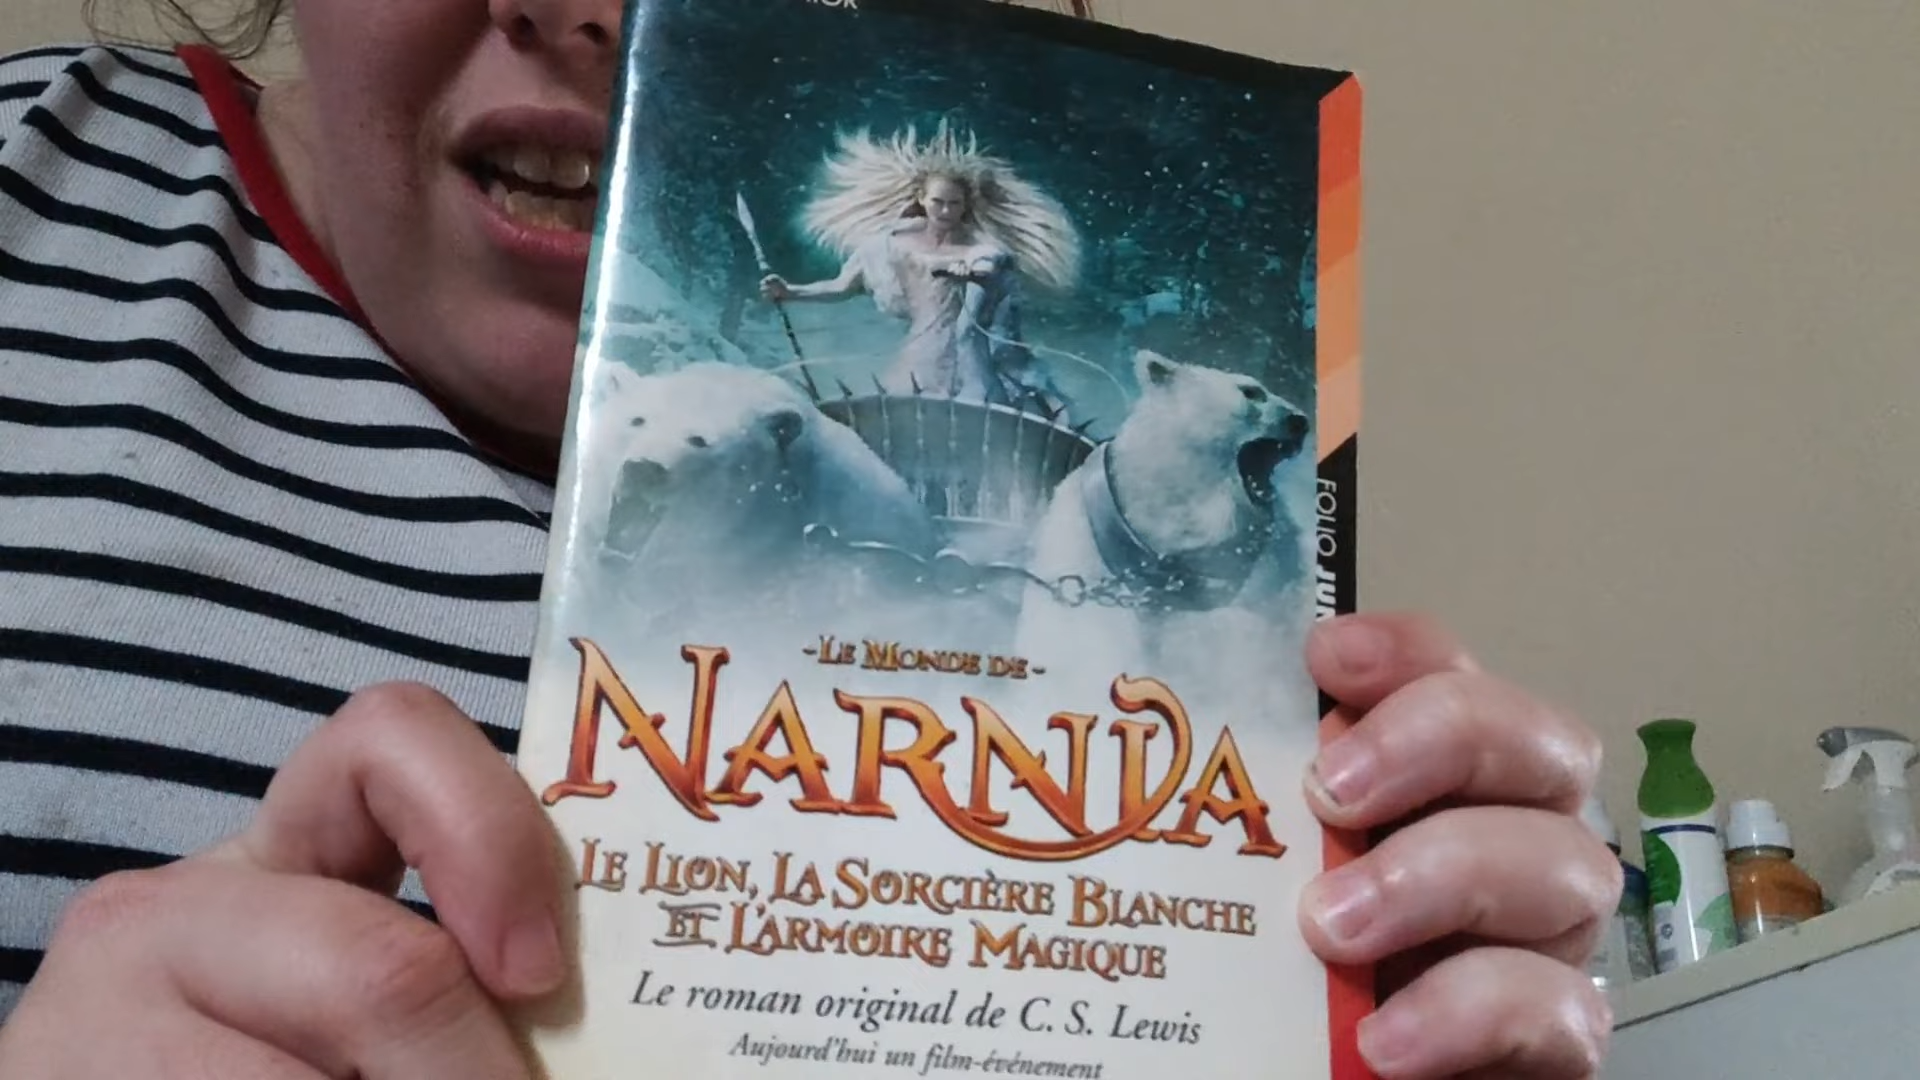 -LE MONDE DE-
NARNIA
LE LION, LA SORCIÈRE BLANCHE
ET L'ARMOIRE MAGIQUE
Le roman original de C. S. Lewis
Aujourd'hui un film-événement
FOLIO